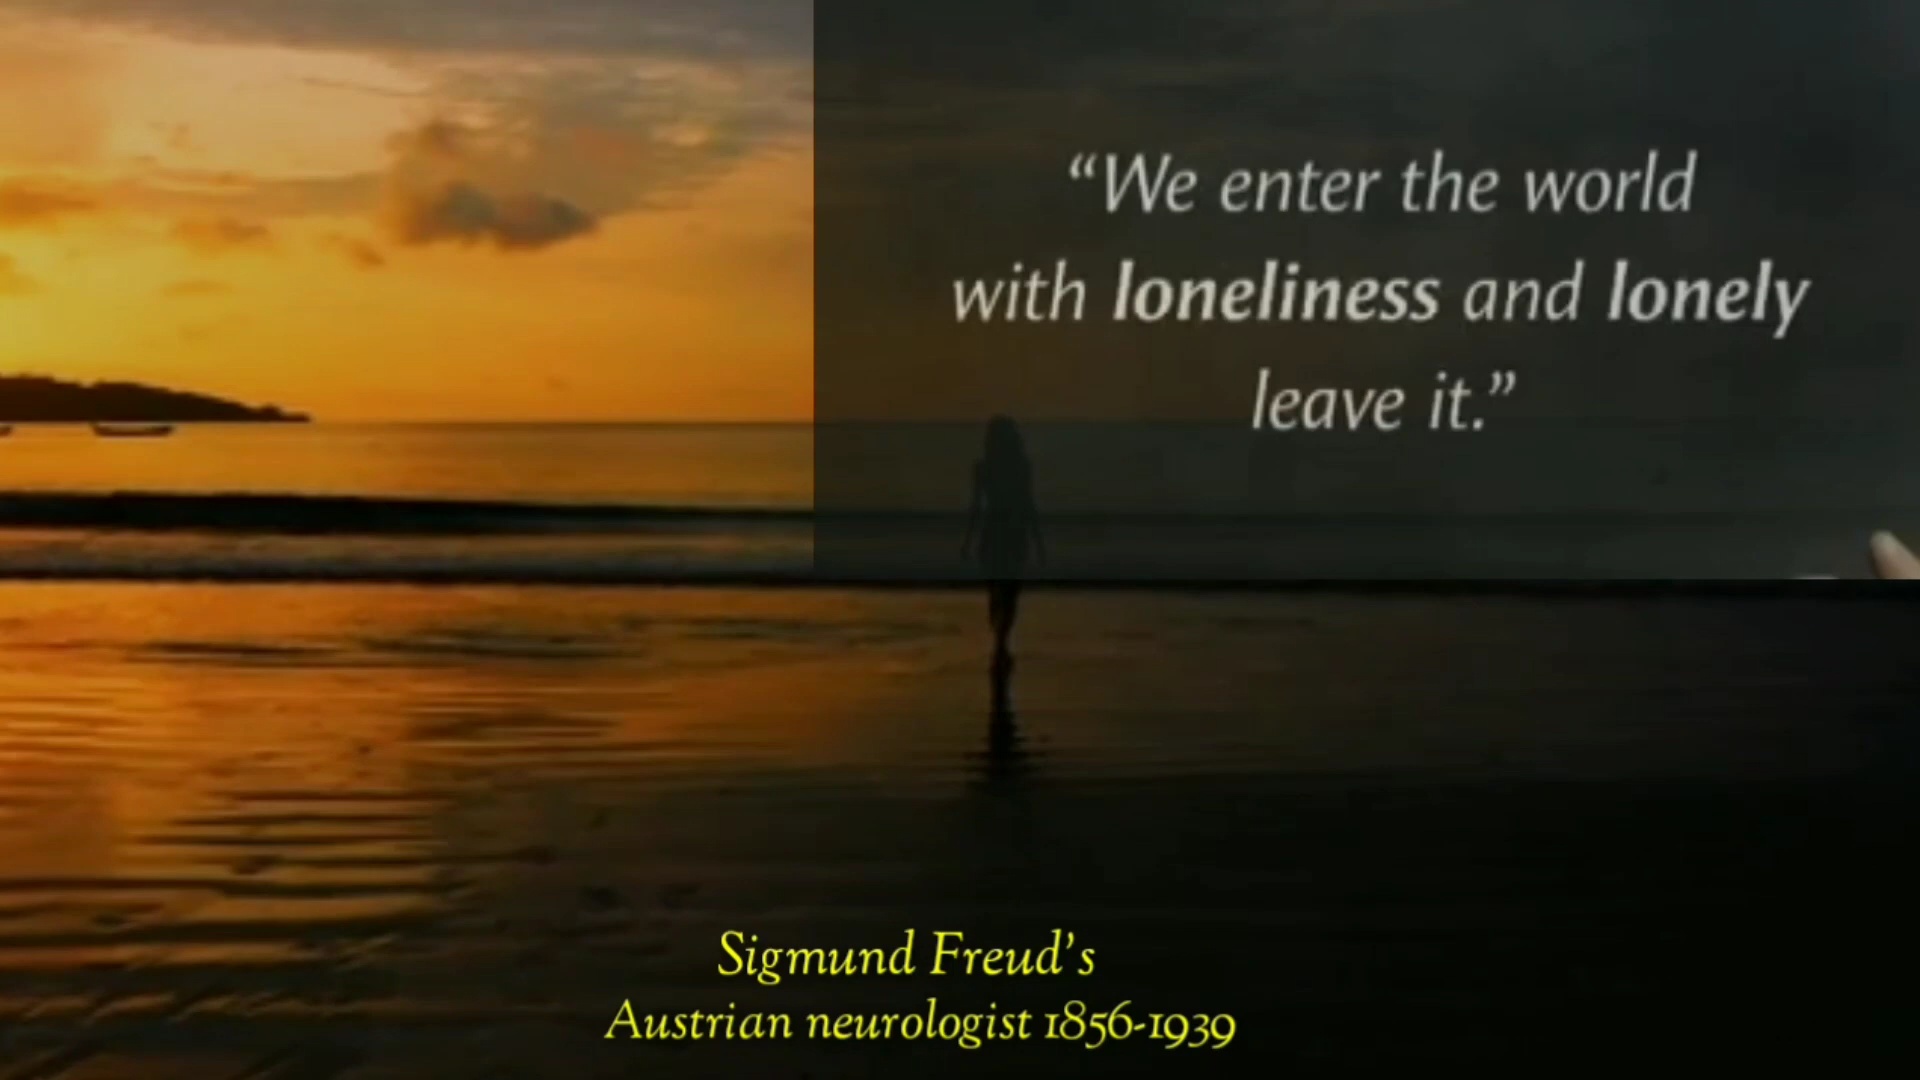 “We enter the world
with loneliness and lonely
leave it.”
Sigmund Freud’s
Austrian neurologist 1856-1939